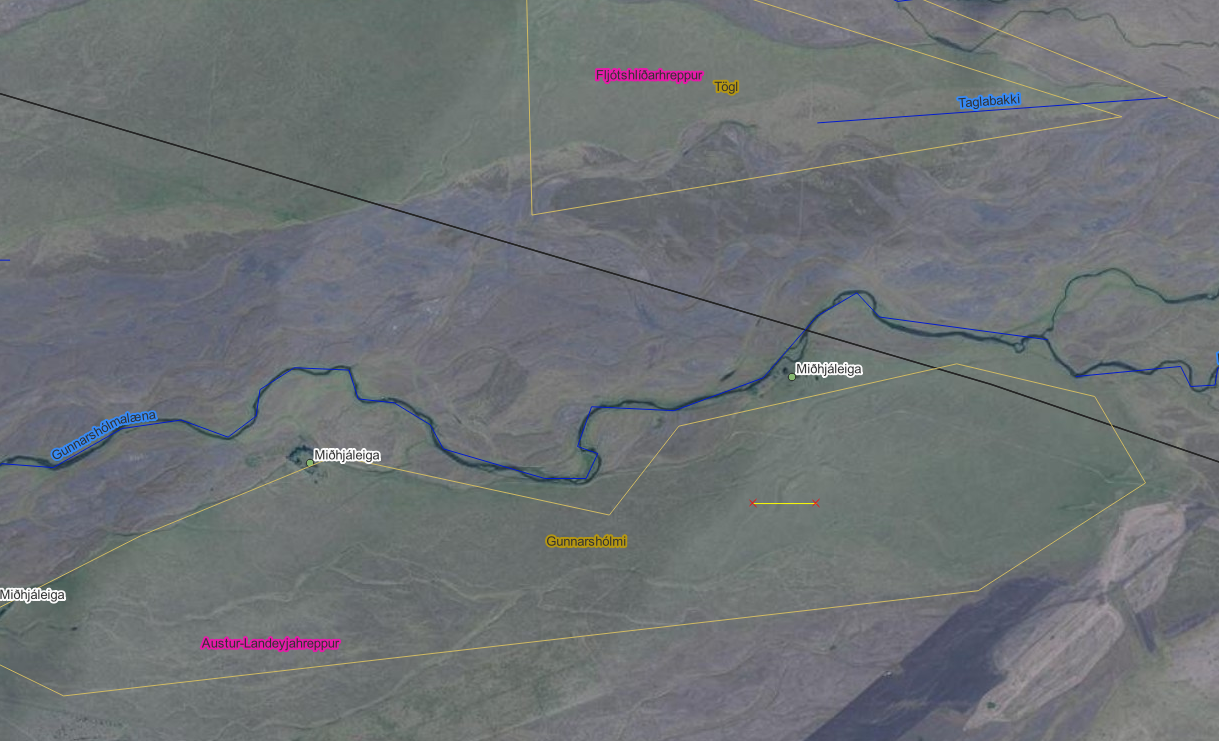 Fljótshlíðarhreppur
Tögl
Taglabakki
Miðhjáleiga
Gunnarshólmalæna
Miðhjáleiga
Gunnarshólmi
Miðhjáleiga
Austur-Landeyjahreppur